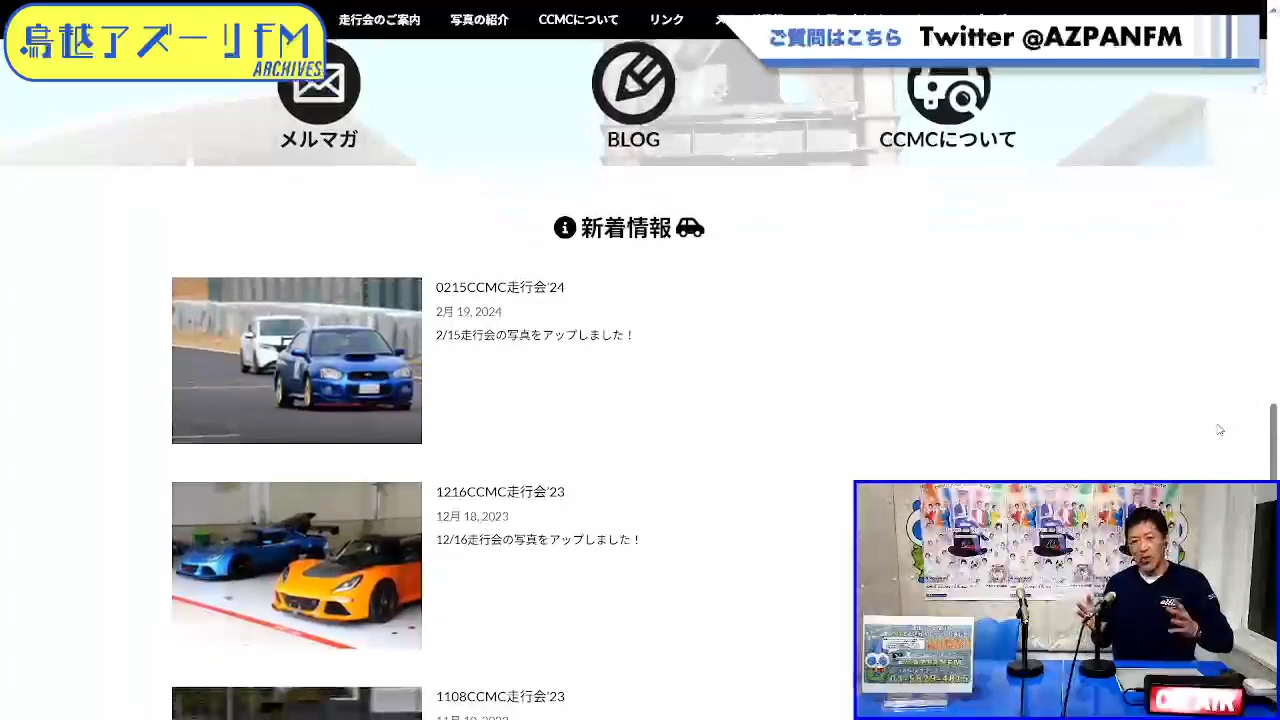 鳥越アズーリFM
ARCHIVES
走行会のご案内
写真の紹介
CCMCについて
リンク
ご質問はこちら Twitter @AZPANFM
メルマガ
BLOG
CCMCについて
新着情報
0215CCMC走行会'24
2月 19, 2024
2/15走行会の写真をアップしました！
1216CCMC走行会'23
12月 18, 2023
12/16走行会の写真をアップしました！
1108CCMC走行会'23
AZPANFM
03-5829-4815
ON AIR